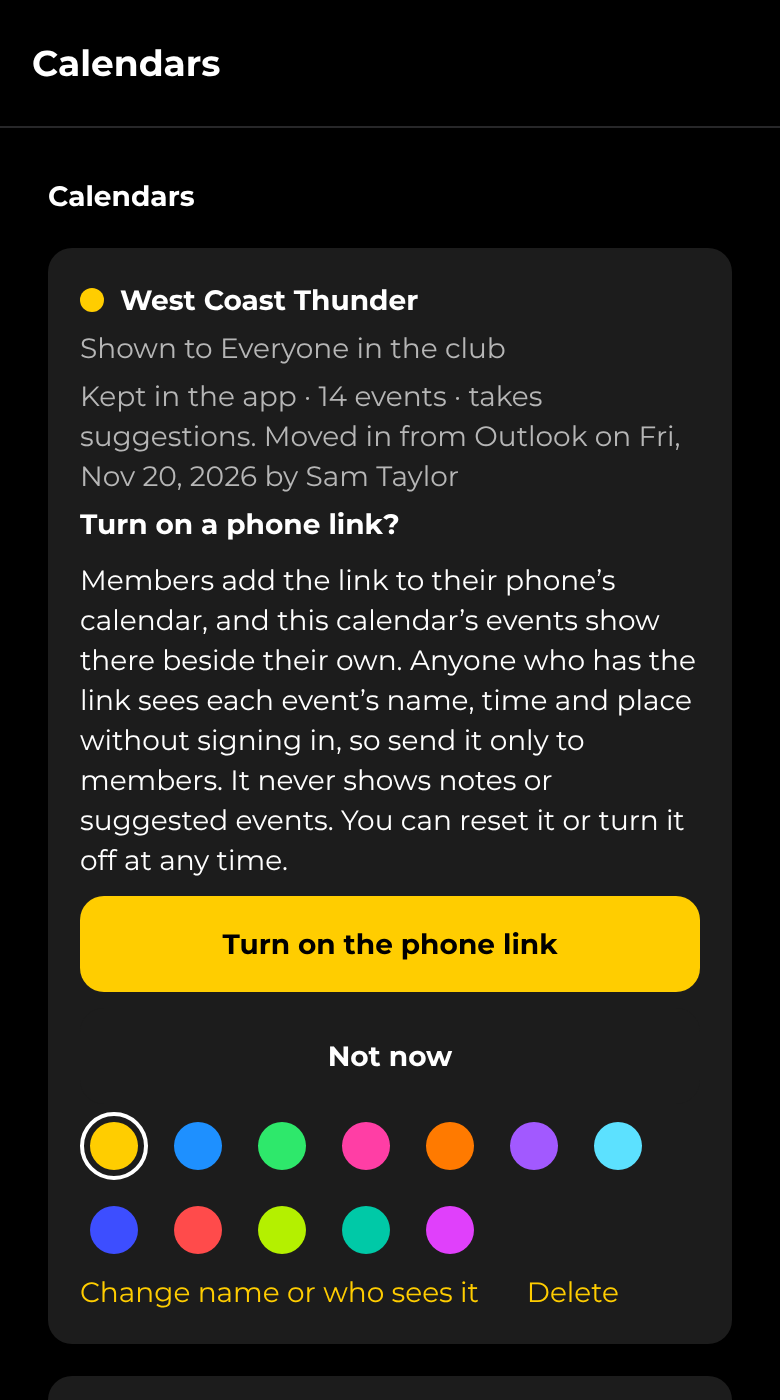 Calendars
Calendars
West Coast Thunder
Shown to Everyone in the club
Kept in the app · 14 events · takes
suggestions. Moved in from Outlook on Fri,
Nov 20, 2026 by Sam Taylor
Turn on a phone link?
Members add the link to their phone’s
calendar, and this calendar’s events show
there beside their own. Anyone who has the
link sees each event’s name, time and place
without signing in, so send it only to
members. It never shows notes or
suggested events. You can reset it or turn it
off at any time.
Turn on the phone link
Not now
Change name or who sees it Delete